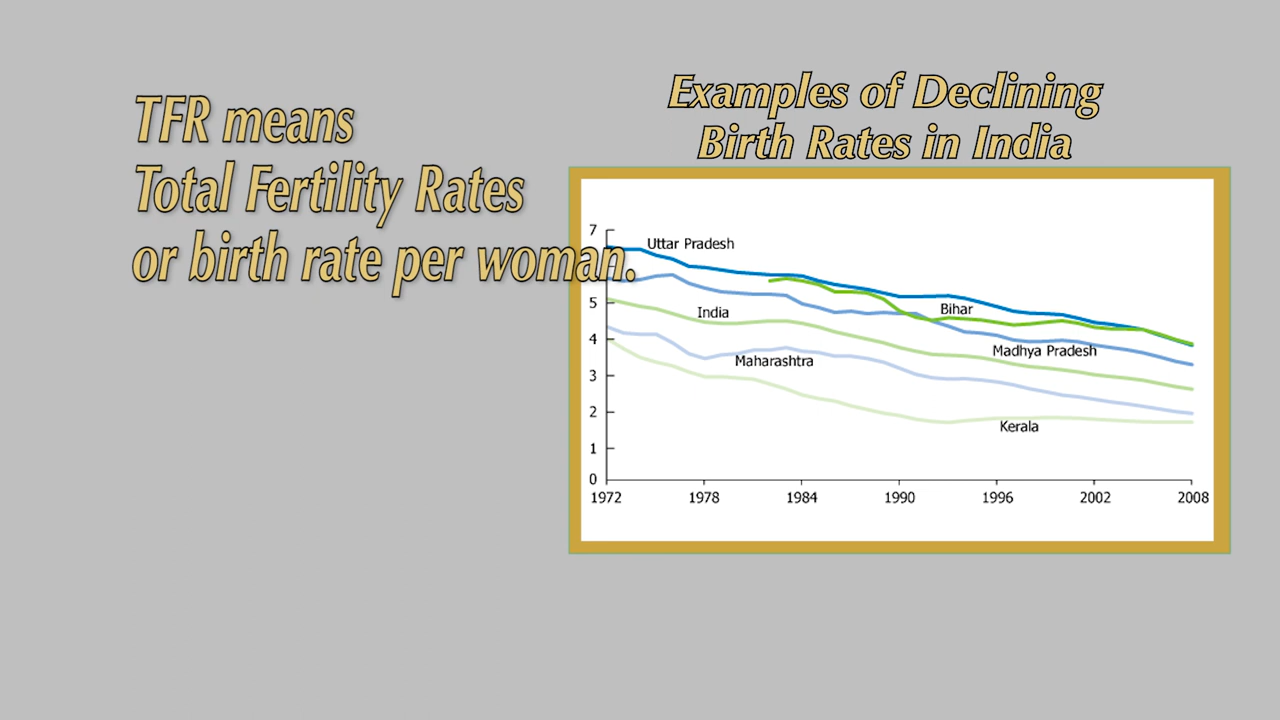 TFR means
Total Fertility Rates
or birth rate per woman.
Examples of Declining
Birth Rates in India
7
5
4
3
2
1
0
Uttar Pradesh
Bihar
India
Madhya Pradesh
Maharashtra
Kerala
1972 1978 1984 1990 1996 2002 2008